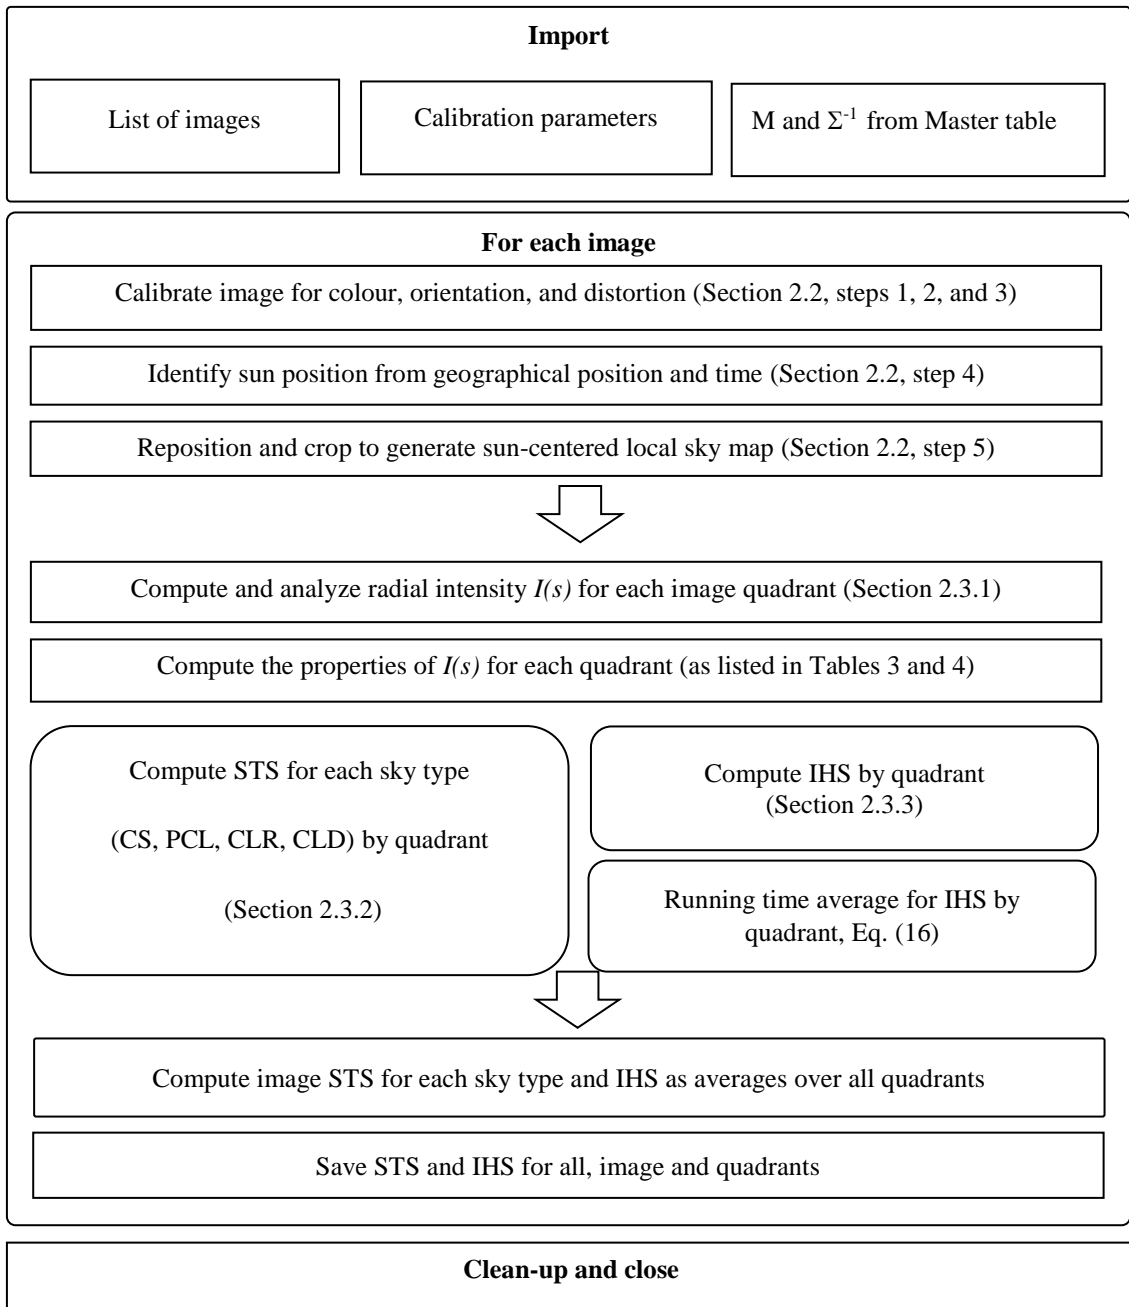 Import
List of images
Calibration parameters
M and Σ⁻¹ from Master table
For each image
Calibrate image for colour, orientation, and distortion (Section 2.2, steps 1, 2, and 3)
Identify sun position from geographical position and time (Section 2.2, step 4)
Reposition and crop to generate sun-centered local sky map (Section 2.2, step 5)
Compute and analyze radial intensity I(s) for each image quadrant (Section 2.3.1)
Compute the properties of I(s) for each quadrant (as listed in Tables 3 and 4)
Compute STS for each sky type
(CS, PCL, CLR, CLD) by quadrant
(Section 2.3.2)
Compute IHS by quadrant
(Section 2.3.3)
Running time average for IHS by
quadrant, Eq. (16)
Compute image STS for each sky type and IHS as averages over all quadrants
Save STS and IHS for all, image and quadrants
Clean-up and close